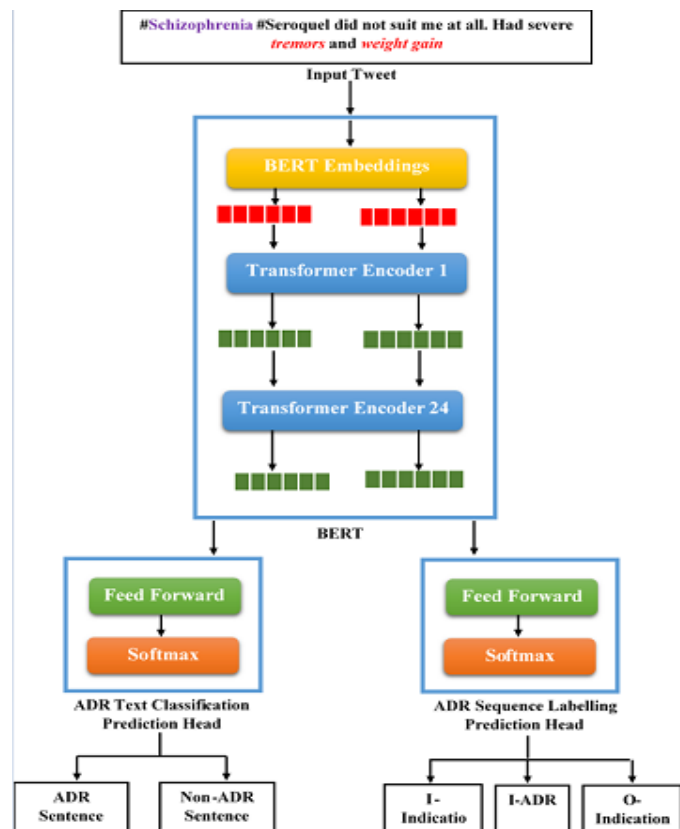 #Schizophrenia #Seroquel did not suit me at all. Had severe
tremors and weight gain
Input Tweet
BERT Embeddings
Transformer Encoder 1
Transformer Encoder 24
BERT
Feed Forward
Softmax
ADR Text Classification
Prediction Head
Feed Forward
Softmax
ADR Sequence Labelling
Prediction Head
ADR
Sentence
Non-ADR
Sentence
I-
Indicatio
I-ADR
O-
Indication